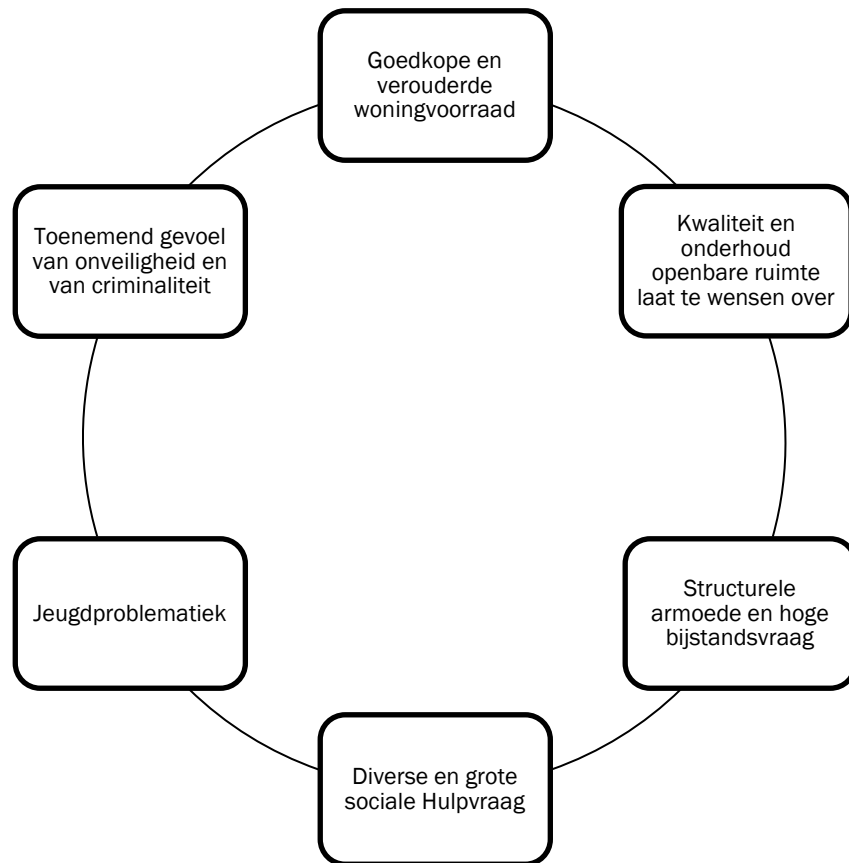 Goedkope en
verouderde
woningvoorraad
Kwaliteit en
onderhoud
openbare ruimte
laat te wensen over
Structurele
armoede en hoge
bijstandsvraag
Diverse en grote
sociale Hulpvraag
Jeugdproblematiek
Toenemend gevoel
van onveiligheid en
van criminaliteit